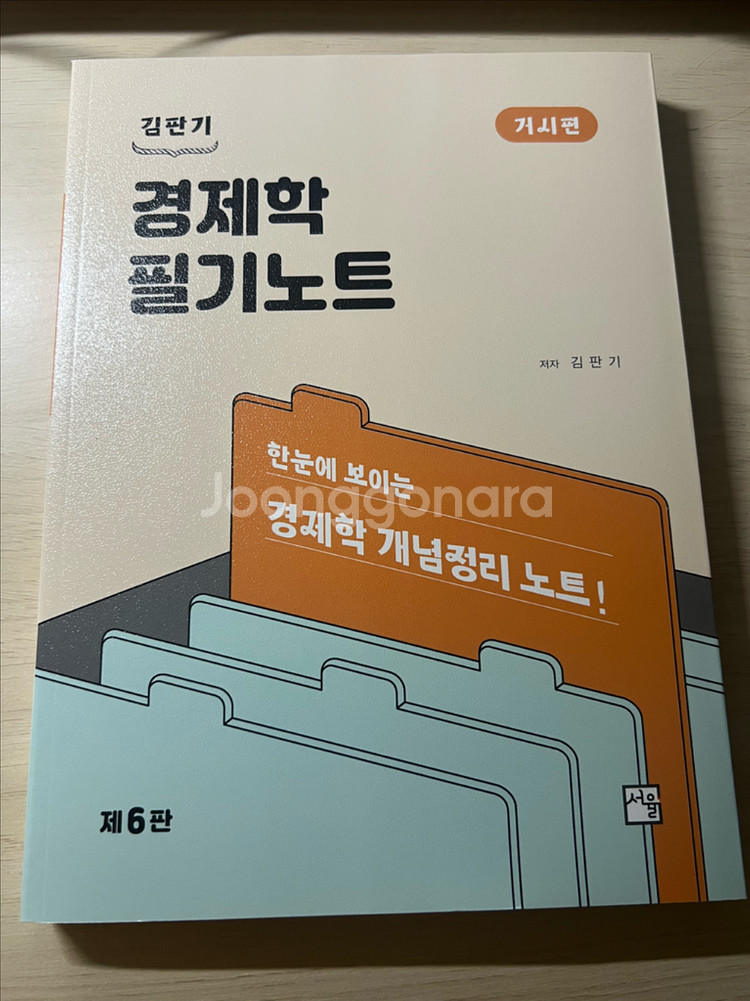 김판기
거시편
경제학
필기노트
저자 김판기
한눈에 보이는
Joonggonara
경제학 개념정리 노트!
서울
제6판